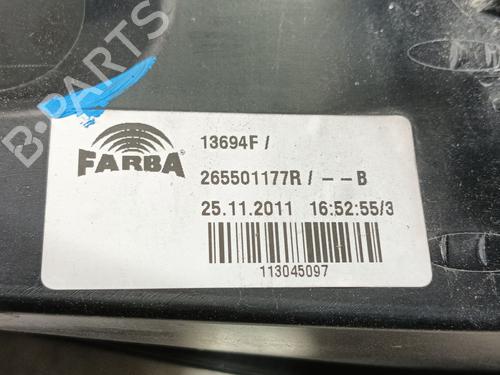 B-PARTS
13694F /
FARBA®
265501177R / - - B
25.11.2011 16:52:55/3
113045097